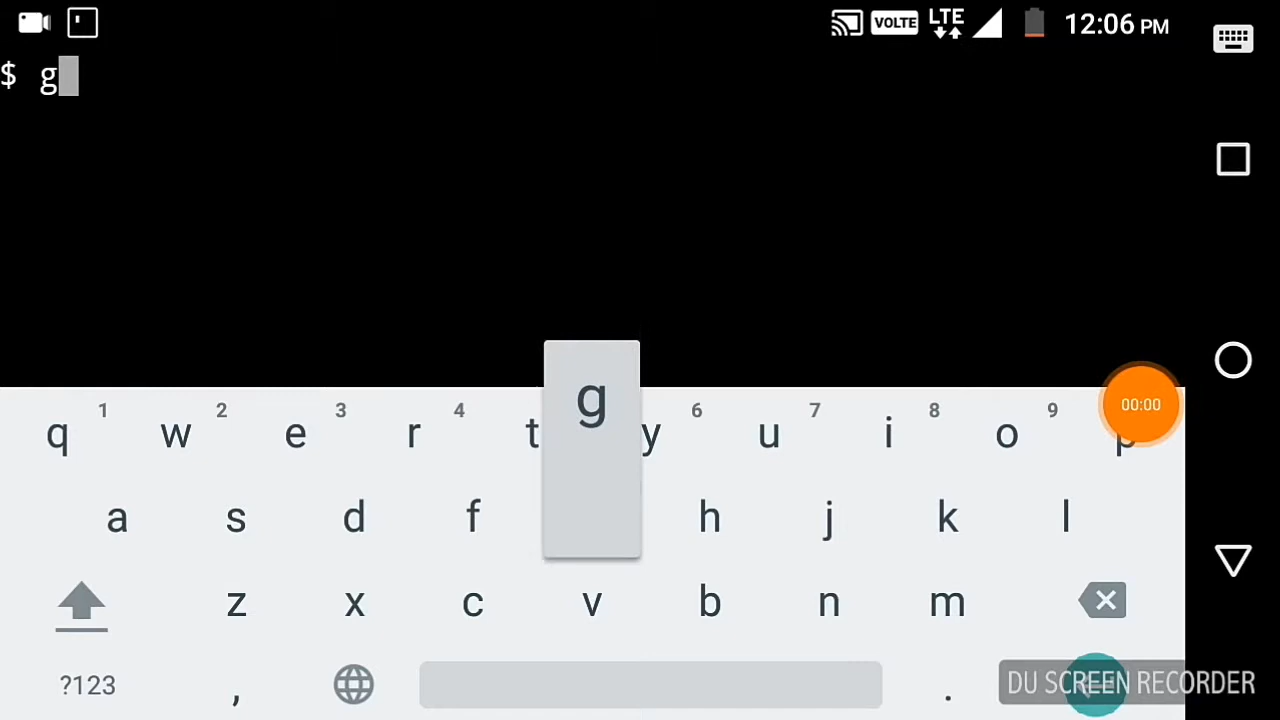 VOLTE LTE 12:06 PM
$ g
g
00:00
1 2 3 4 6 7 8 9
q w e r t y u i o p
a s d f h j k l
z x c v b n m
?123 , .
DU SCREEN RECORDER